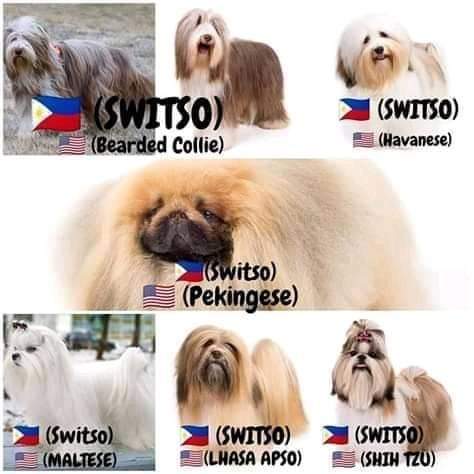 (SWITSO)
(Bearded Collie)
(SWITSO)
(Havanese)
(Switso)
(Pekingese)
(Switso)
(MALTESE)
(SWITSO)
(LHASA APSO)
(SWITSO)
(SHIH TZU)